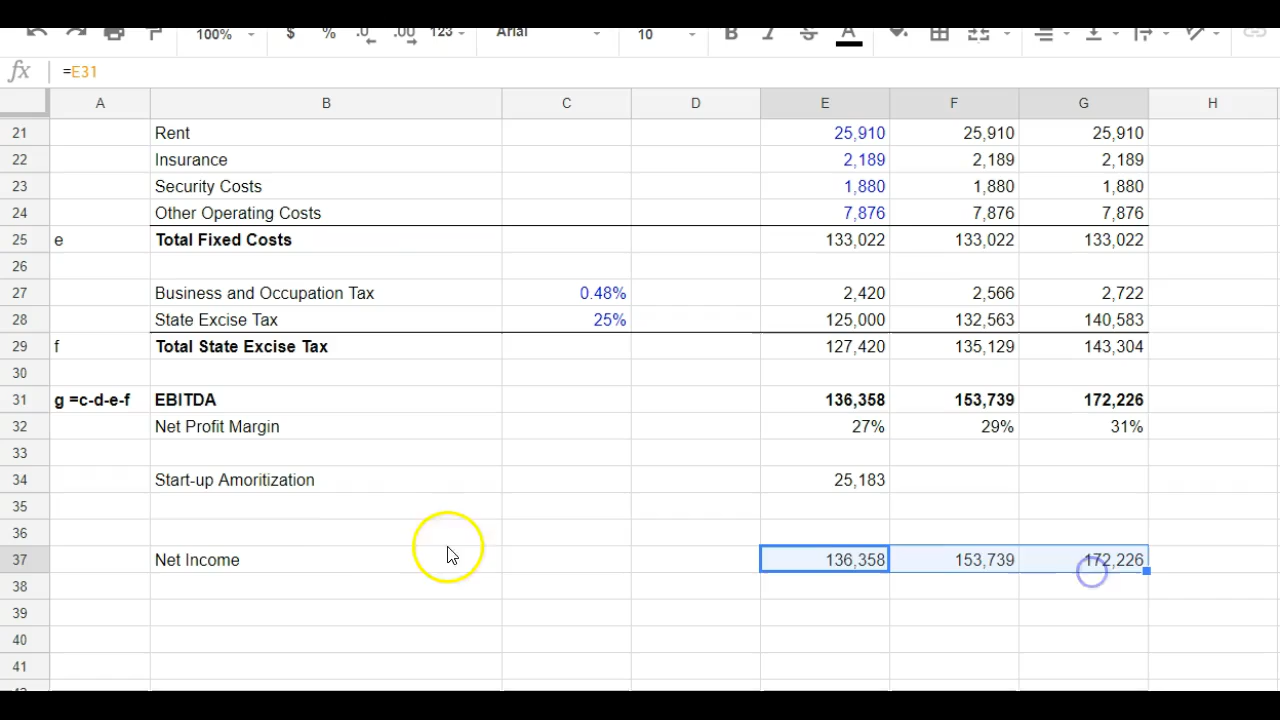 100% $ % .0 .00 123 Arial 10 B I S A
fx =E31
A B C D E F G H
21 Rent 25,910 25,910 25,910
22 Insurance 2,189 2,189 2,189
23 Security Costs 1,880 1,880 1,880
24 Other Operating Costs 7,876 7,876 7,876
25 e Total Fixed Costs 133,022 133,022 133,022
26
27 Business and Occupation Tax 0.48% 2,420 2,566 2,722
28 State Excise Tax 25% 125,000 132,563 140,583
29 f Total State Excise Tax 127,420 135,129 143,304
30
31 g =c-d-e-f EBITDA 136,358 153,739 172,226
32 Net Profit Margin 27% 29% 31%
33
34 Start-up Amoritization 25,183
35
36
37 Net Income 136,358 153,739 172,226
38
39
40
41